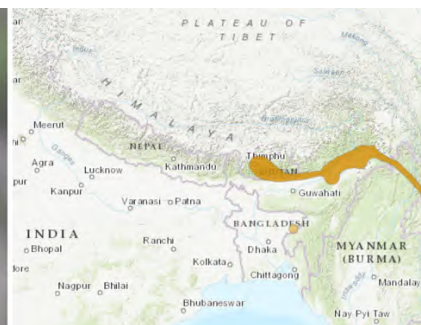 PLATEAU OF
TIBET
HIMALAYA
Meerut
NEPAL
Thimphu
BHUTAN
Agra
Lucknow
Kathmandu
Guwahati
Kanpur
Ganges
Varanasi
Patna
BANGLADESH
INDIA
Ranchi
Dhaka
MYANMAR
(BURMA)
Bhopal
Kolkata
Chittagong
Mandalay
Nagpur
Bhilai
Bhubaneswar
Nay Pyi Taw